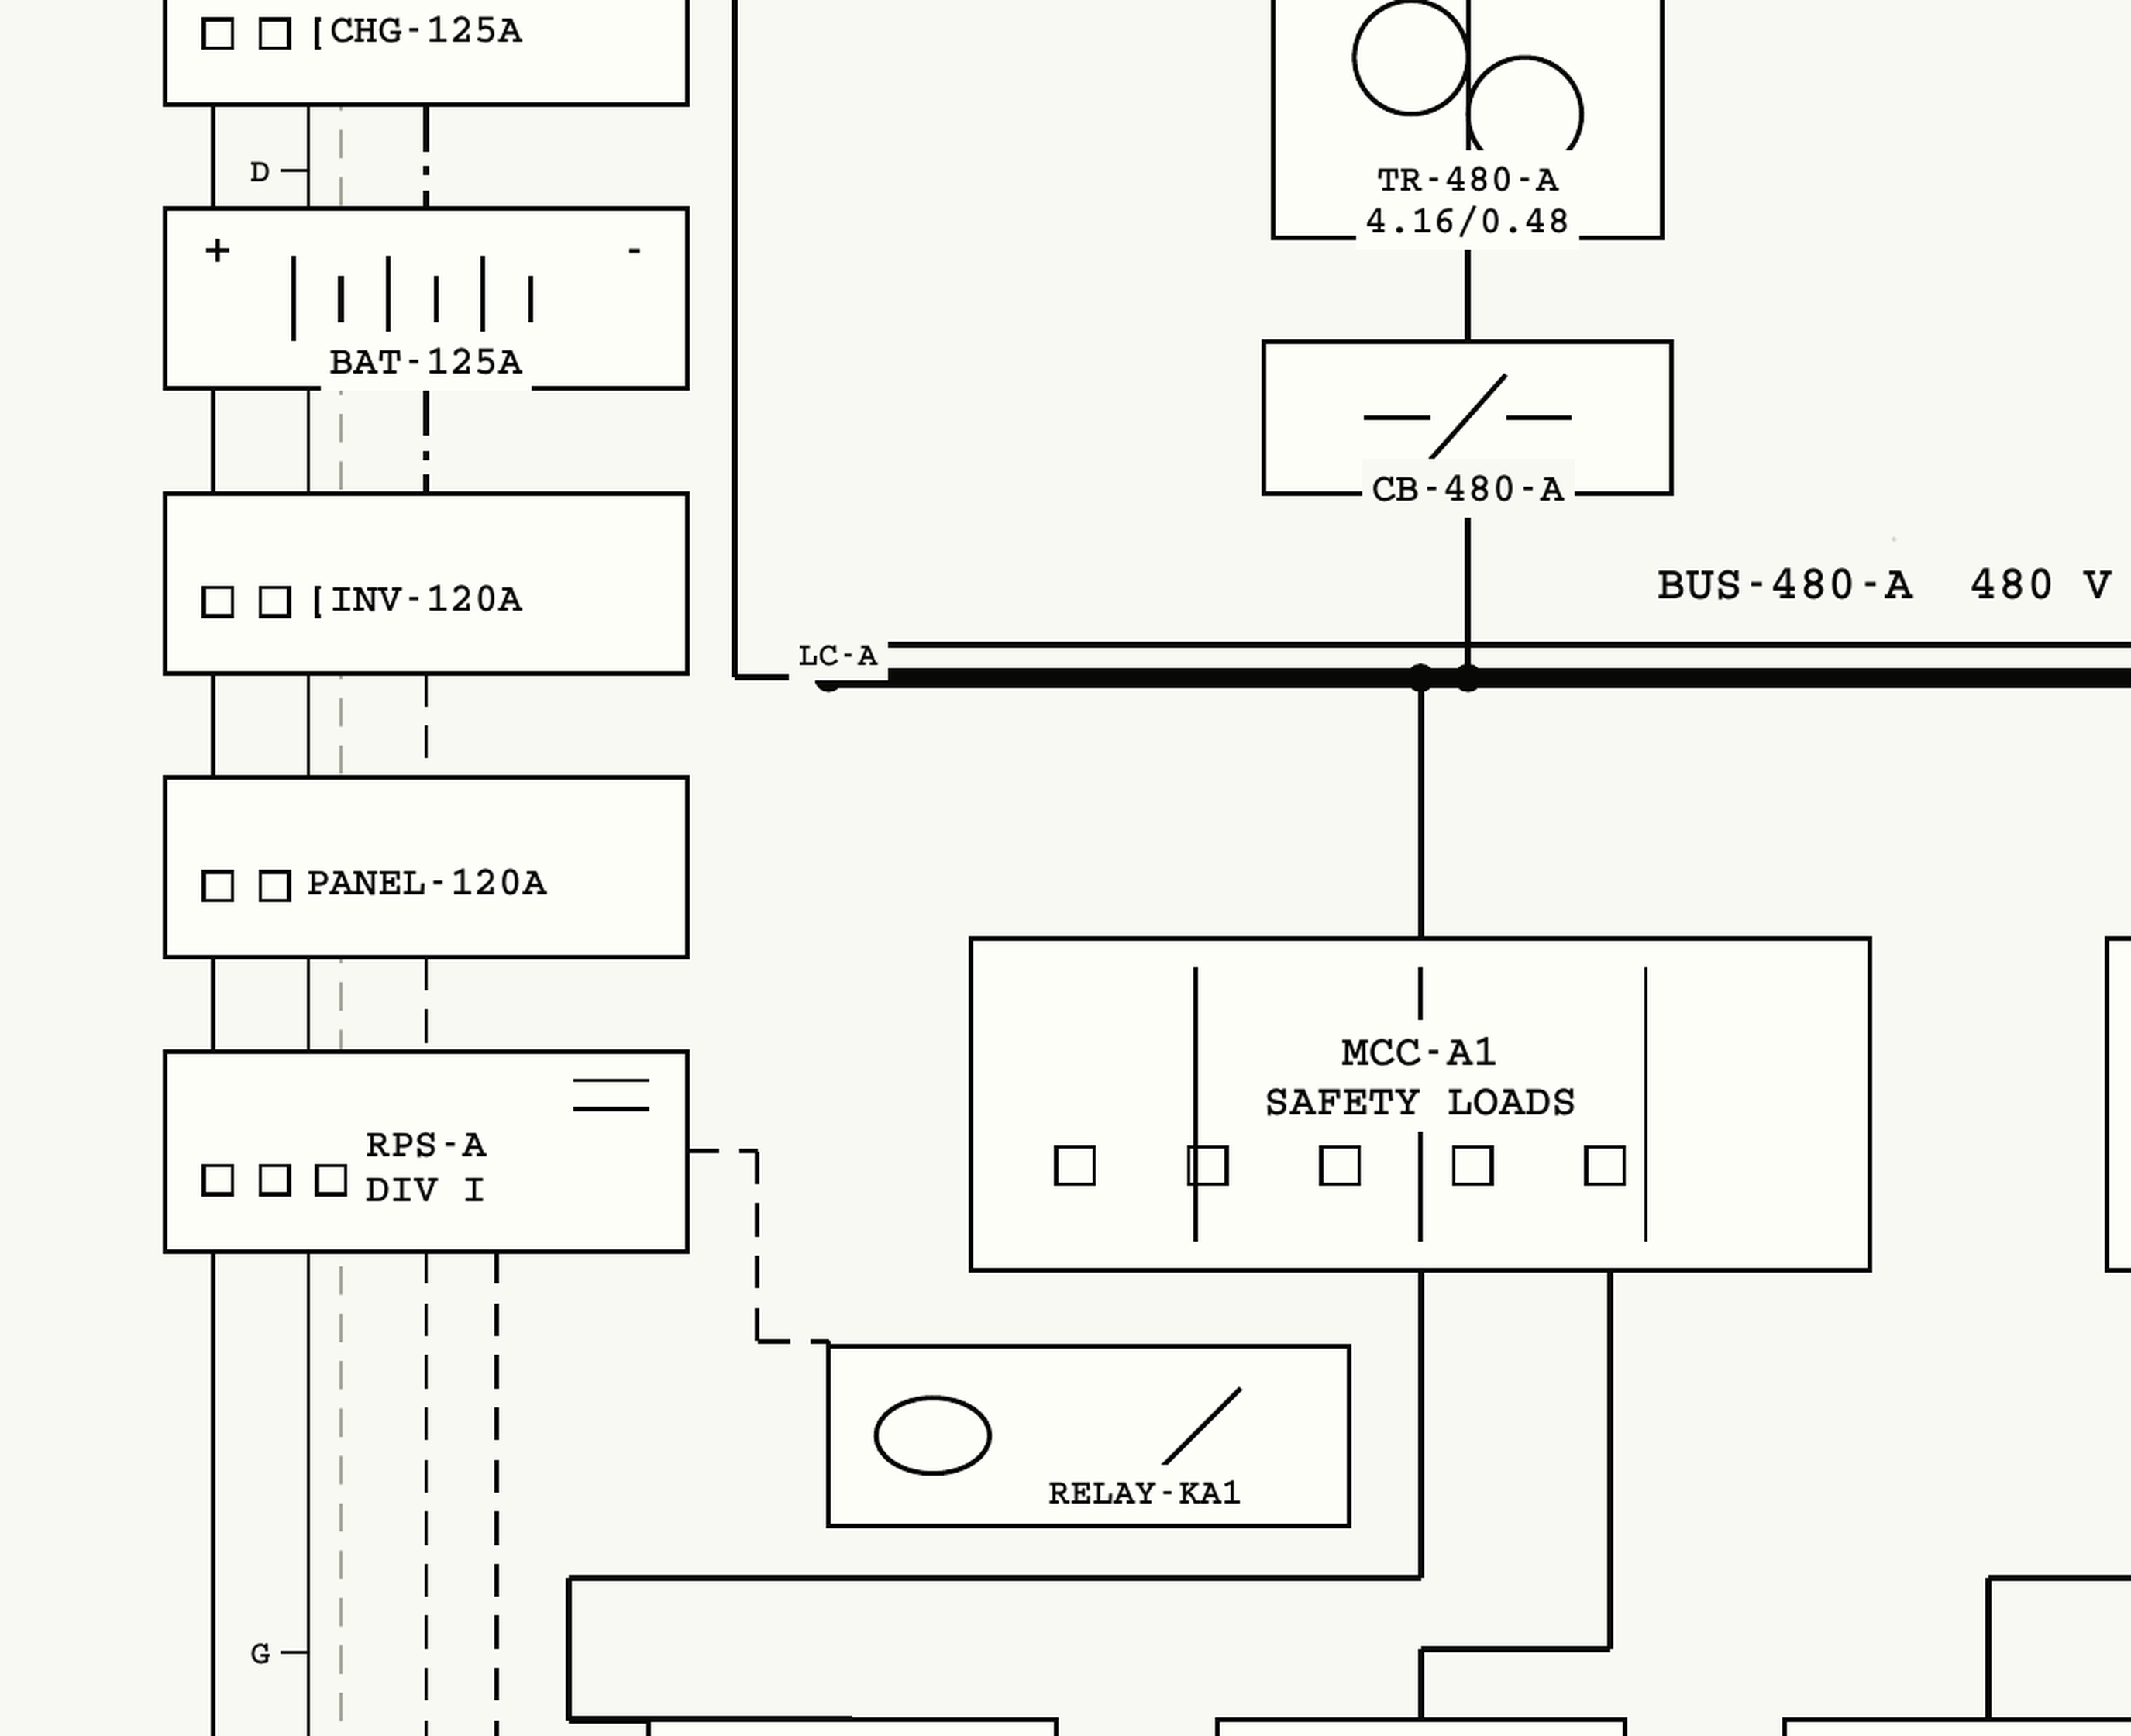 CHG-125A
D
+ -
BAT-125A
INV-120A
PANEL-120A
RPS-A
DIV I
G
TR-480-A
4.16/0.48
CB-480-A
BUS-480-A 480 V
LC-A
MCC-A1
SAFETY LOADS
RELAY-KA1